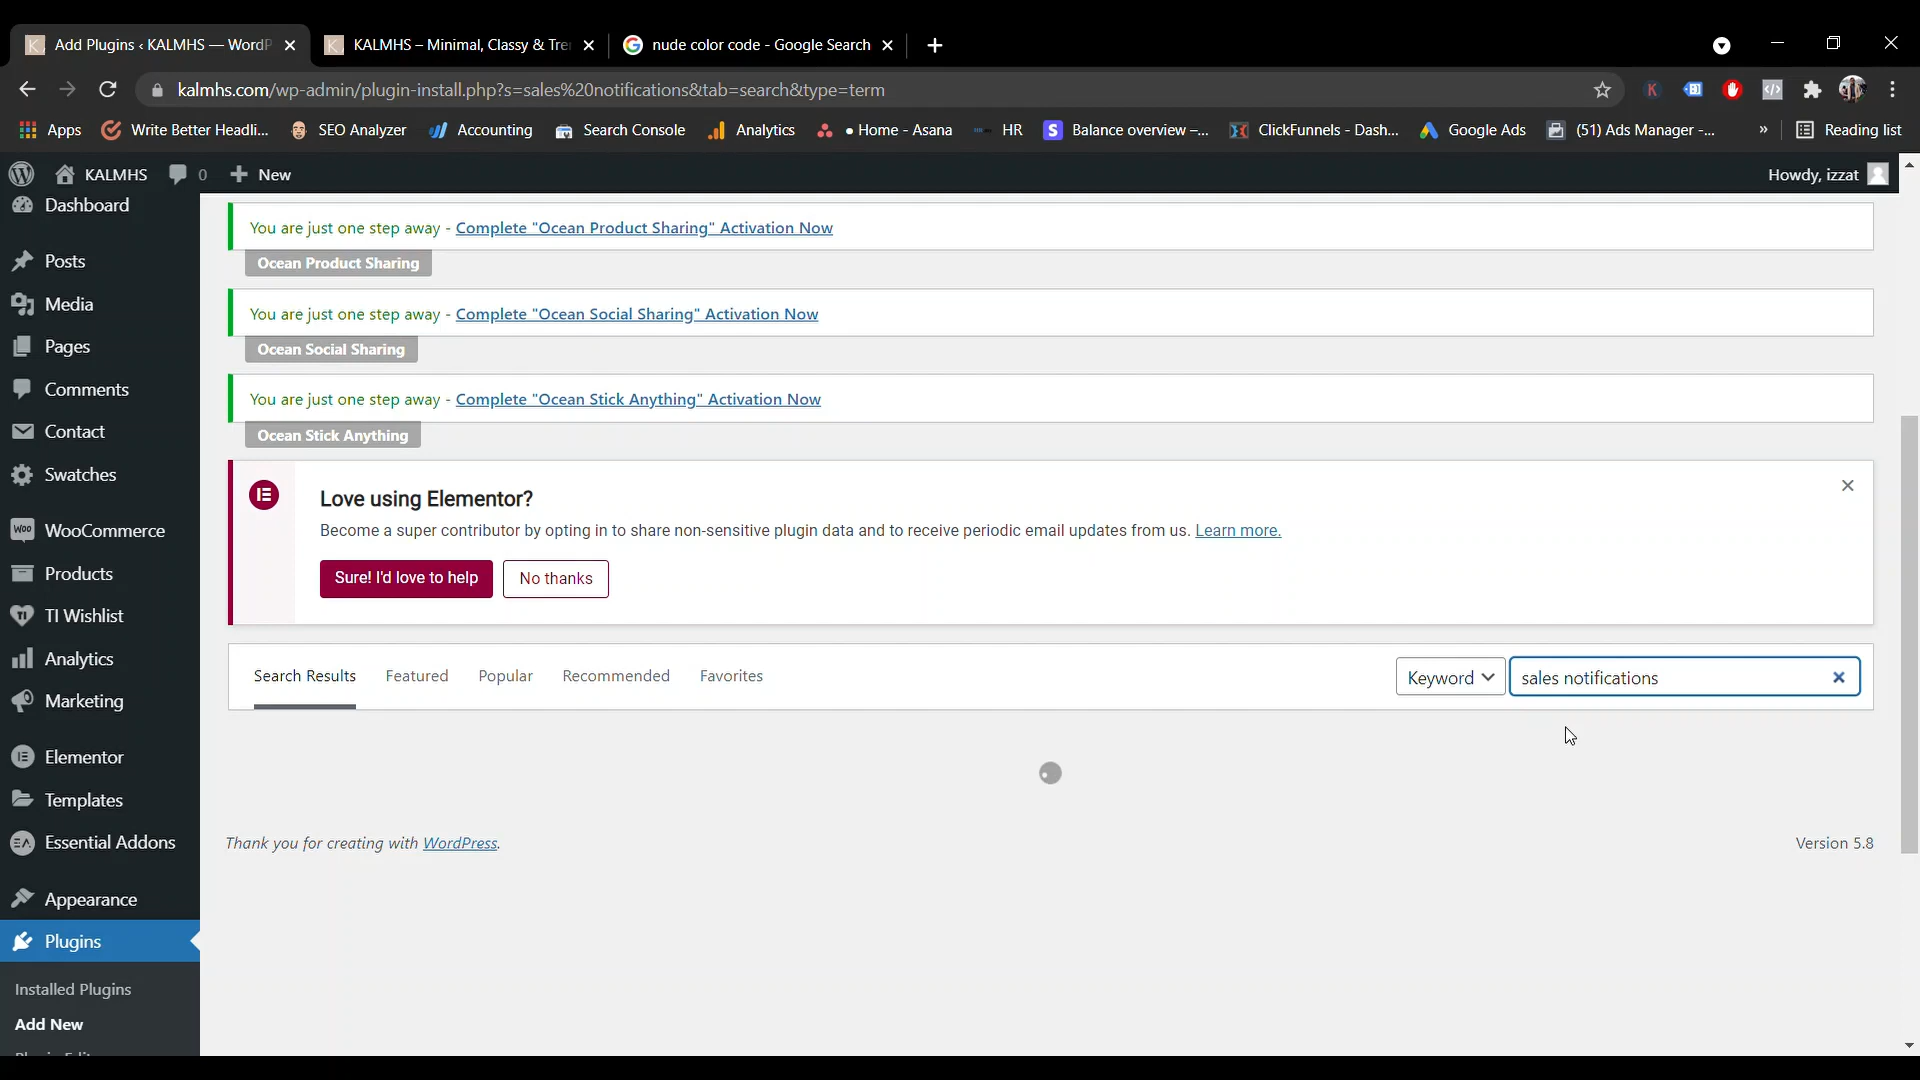 Add Plugins ‹ KALMHS — WordP
KALMHS – Minimal, Classy & Tre
nude color code - Google Search
kalmhs.com/wp-admin/plugin-install.php?s=sales%20notifications&tab=search&type=term
Apps
Write Better Headli...
SEO Analyzer
Accounting
Search Console
Analytics
• Home - Asana
HR
Balance overview –...
ClickFunnels - Dash...
Google Ads
(51) Ads Manager -...
»
Reading list
KALMHS
0
New
Howdy, izzat
Dashboard
Posts
Media
Pages
Comments
Contact
Swatches
WooCommerce
Products
TI Wishlist
Analytics
Marketing
Elementor
Templates
Essential Addons
Appearance
Plugins
Installed Plugins
Add New
You are just one step away - Complete "Ocean Product Sharing" Activation Now
Ocean Product Sharing
You are just one step away - Complete "Ocean Social Sharing" Activation Now
Ocean Social Sharing
You are just one step away - Complete "Ocean Stick Anything" Activation Now
Ocean Stick Anything
Love using Elementor?
Become a super contributor by opting in to share non-sensitive plugin data and to receive periodic email updates from us. Learn more.
Sure! I'd love to help
No thanks
Search Results
Featured
Popular
Recommended
Favorites
Keyword
sales notifications
Thank you for creating with WordPress.
Version 5.8